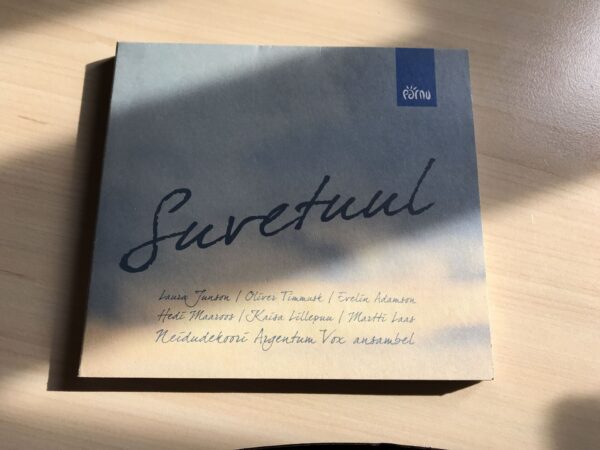 Pärnu
Suvetuul
Laura Junson / Oliver Timmusk / Evelin Adamson
Hedi Maaroos / Kaisa Lillepuu / Martti Laas
Neidudekoori Argentum Vox ansambel